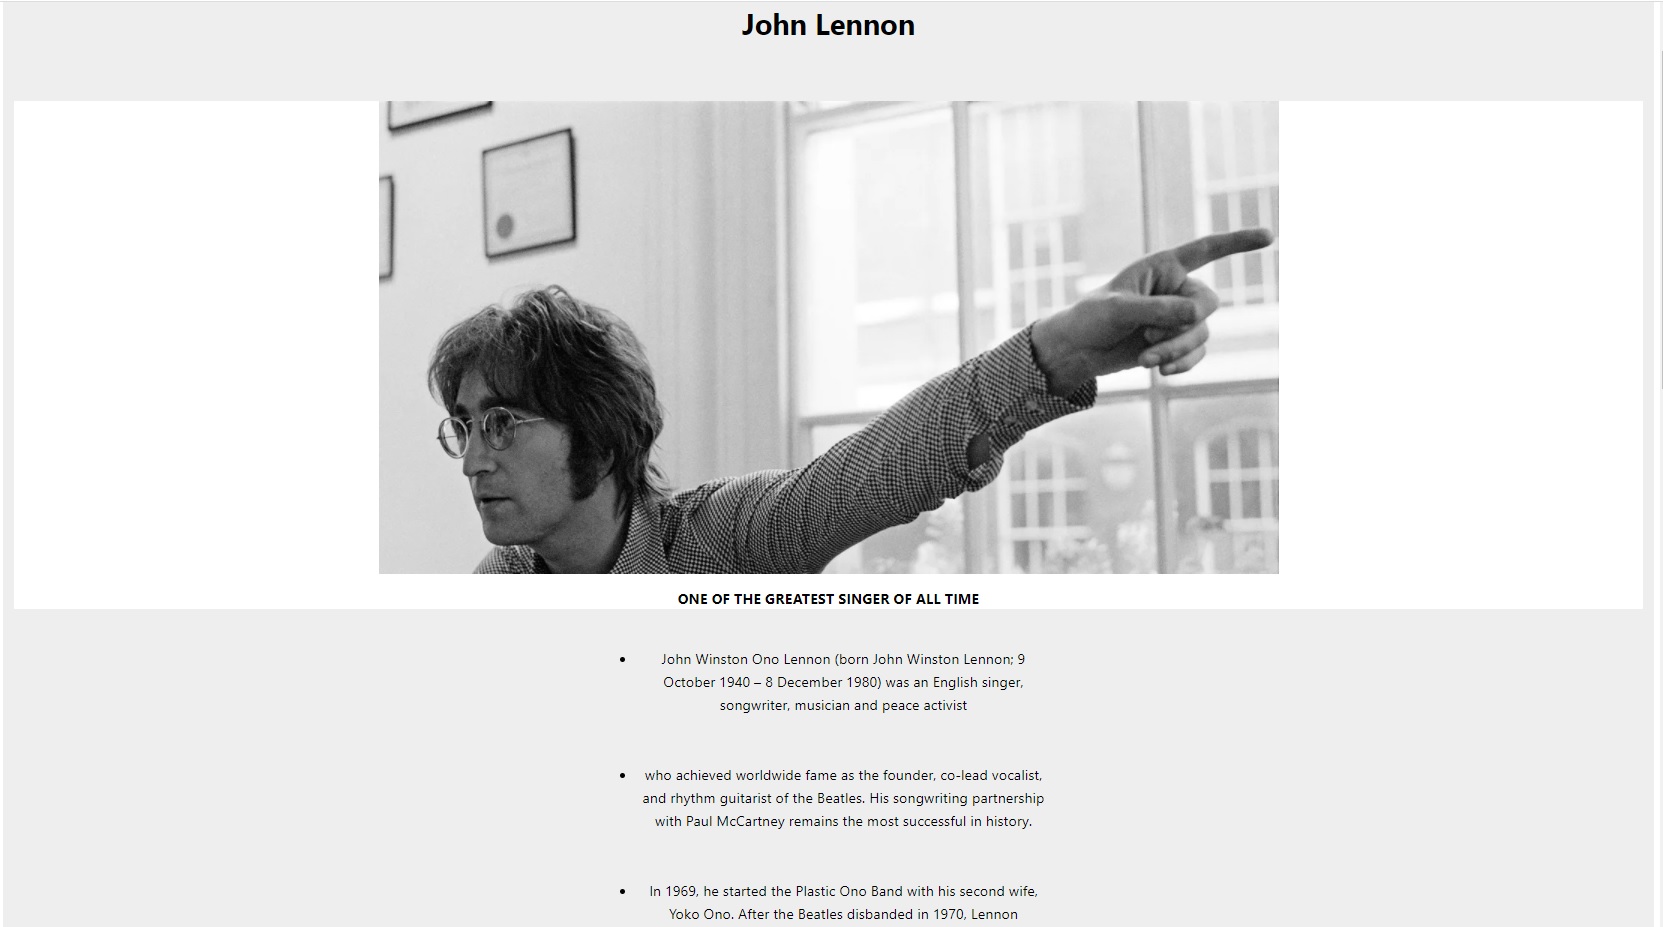 John Lennon
ONE OF THE GREATEST SINGER OF ALL TIME
John Winston Ono Lennon (born John Winston Lennon; 9
October 1940 – 8 December 1980) was an English singer,
songwriter, musician and peace activist
who achieved worldwide fame as the founder, co-lead vocalist,
and rhythm guitarist of the Beatles. His songwriting partnership
with Paul McCartney remains the most successful in history.
In 1969, he started the Plastic Ono Band with his second wife,
Yoko Ono. After the Beatles disbanded in 1970, Lennon